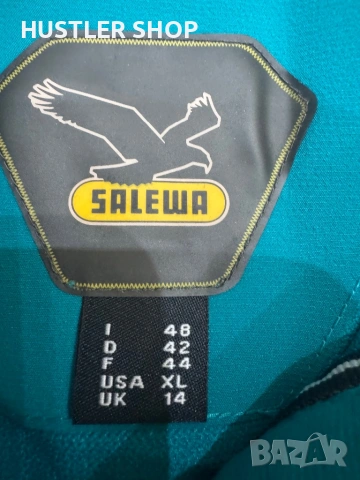 HUSTLER SHOP
SALEWA
I 48
D 42
F 44
USA XL
UK 14
BAZAR